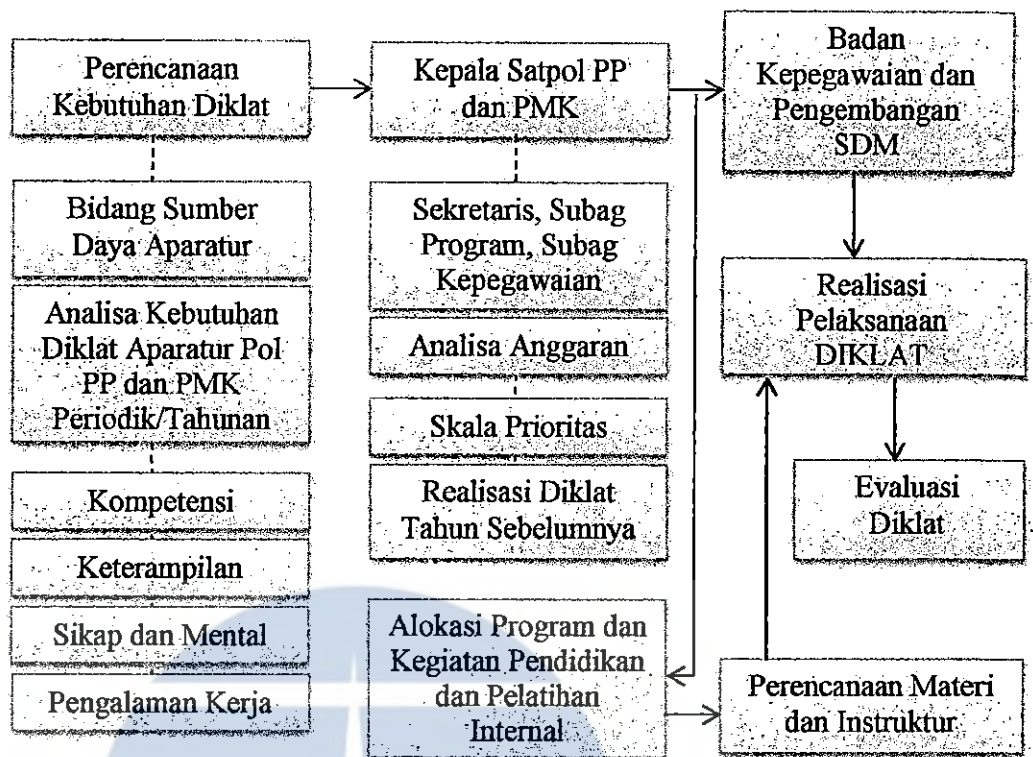 Perencanaan
Kebutuhan Diklat
Bidang Sumber
Daya Aparatur
Analisa Kebutuhan
Diklat Aparatur Pol
PP dan PMK
Periodik/Tahunan
Kompetensi
Keterampilan
Sikap dan Mental
Pengalaman Kerja
Kepala Satpol PP
dan PMK
Sekretaris, Subag
Program, Subag
Kepegawaian
Analisa Anggaran
Skala Prioritas
Realisasi Diklat
Tahun Sebelumnya
Alokasi Program dan
Kegiatan Pendidikan
dan Pelatihan
Internal
Badan
Kepegawaian dan
Pengembangan
SDM
Realisasi
Pelaksanaan
DIKLAT
Evaluasi
Diklat
Perencanaan Materi
dan Instruktur